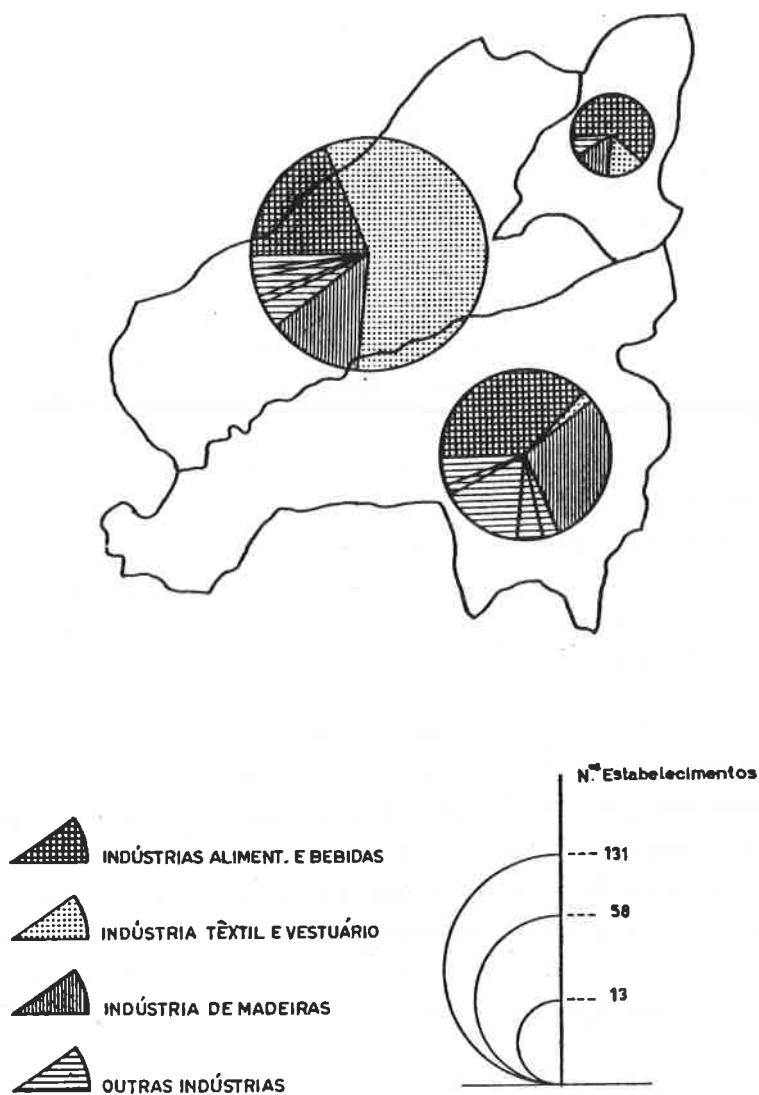 N.ᵒˢ Estabelecimentos
131
58
13
INDÚSTRIAS ALIMENT. E BEBIDAS
INDÚSTRIA TÊXTIL E VESTUÁRIO
INDÚSTRIA DE MADEIRAS
OUTRAS INDÚSTRIAS